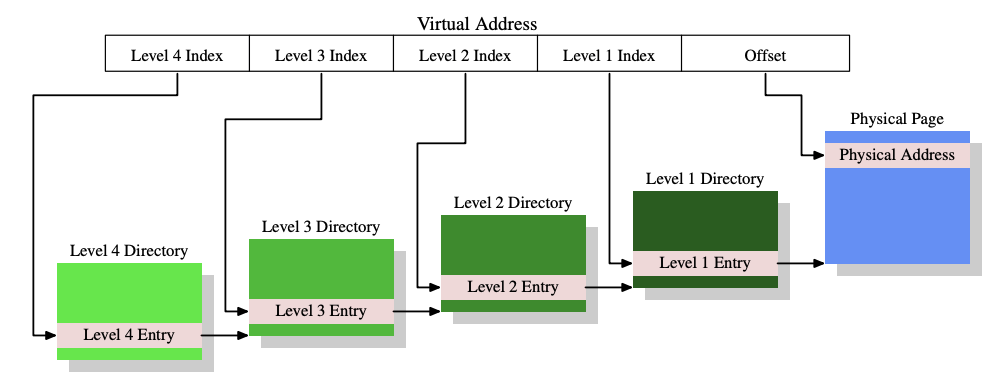 Virtual Address
Level 4 Index
Level 3 Index
Level 2 Index
Level 1 Index
Offset
Physical Page
Physical Address
Level 1 Directory
Level 1 Entry
Level 2 Directory
Level 2 Entry
Level 3 Directory
Level 3 Entry
Level 4 Directory
Level 4 Entry